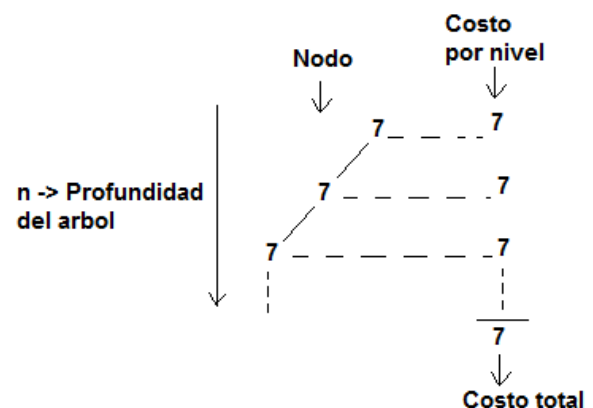 Costo
por nivel
Nodo
7 7
n -> Profundidad
del arbol
7 7
7 7
7
Costo total